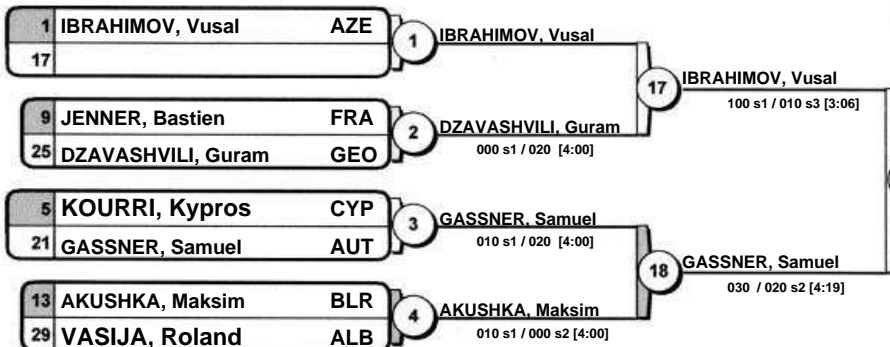 1 IBRAHIMOV, Vusal AZE
17
1
IBRAHIMOV, Vusal
9 JENNER, Bastien FRA
25 DZAVASHVILI, Guram GEO
2
DZAVASHVILI, Guram
000 s1 / 020 [4:00]
17
IBRAHIMOV, Vusal
100 s1 / 010 s3 [3:06]
5 KOURRI, Kypros CYP
21 GASSNER, Samuel AUT
3
GASSNER, Samuel
010 s1 / 020 [4:00]
13 AKUSHKA, Maksim BLR
29 VASIJA, Roland ALB
4
AKUSHKA, Maksim
010 s1 / 000 s2 [4:00]
18
GASSNER, Samuel
030 / 020 s2 [4:19]